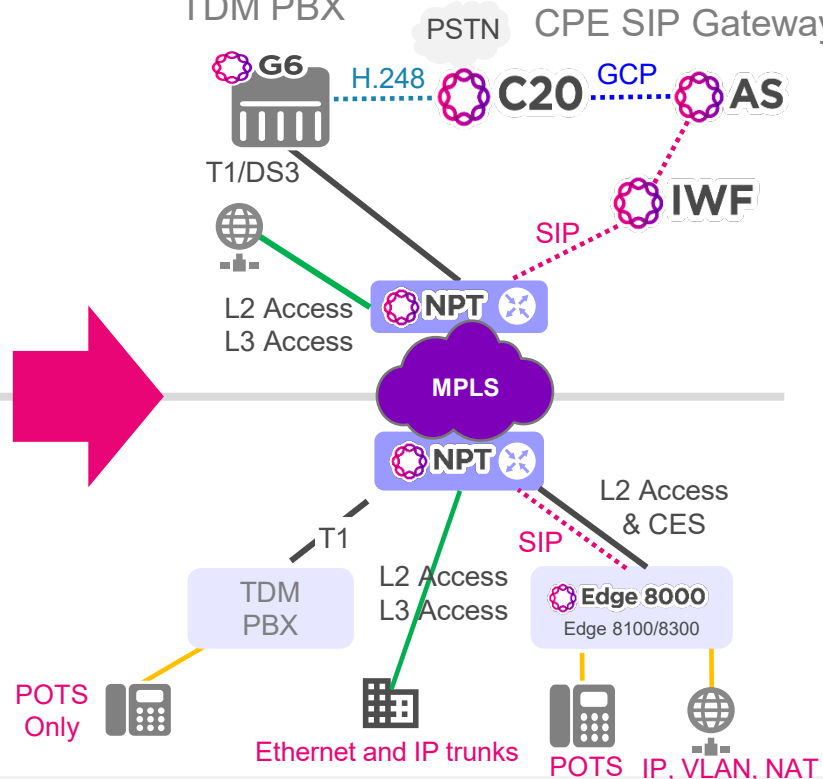 TDM PBX
CPE SIP Gateway
PSTN
G6
H.248
C20
GCP
AS
T1/DS3
IWF
SIP
L2 Access
L3 Access
NPT
MPLS
NPT
L2 Access
& CES
T1
SIP
TDM
PBX
L2 Access
L3 Access
Edge 8000
Edge 8100/8300
POTS
Only
Ethernet and IP trunks
POTS
IP, VLAN, NAT